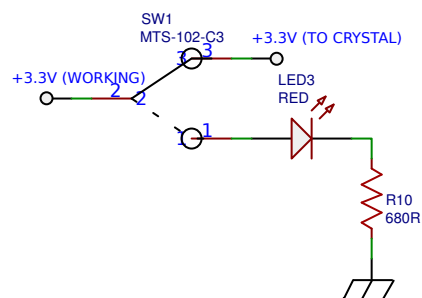 SW1
MTS-102-C3
+3.3V (TO CRYSTAL)
3 3
+3.3V (WORKING)
2 2
LED3
RED
1 1
R10
680R